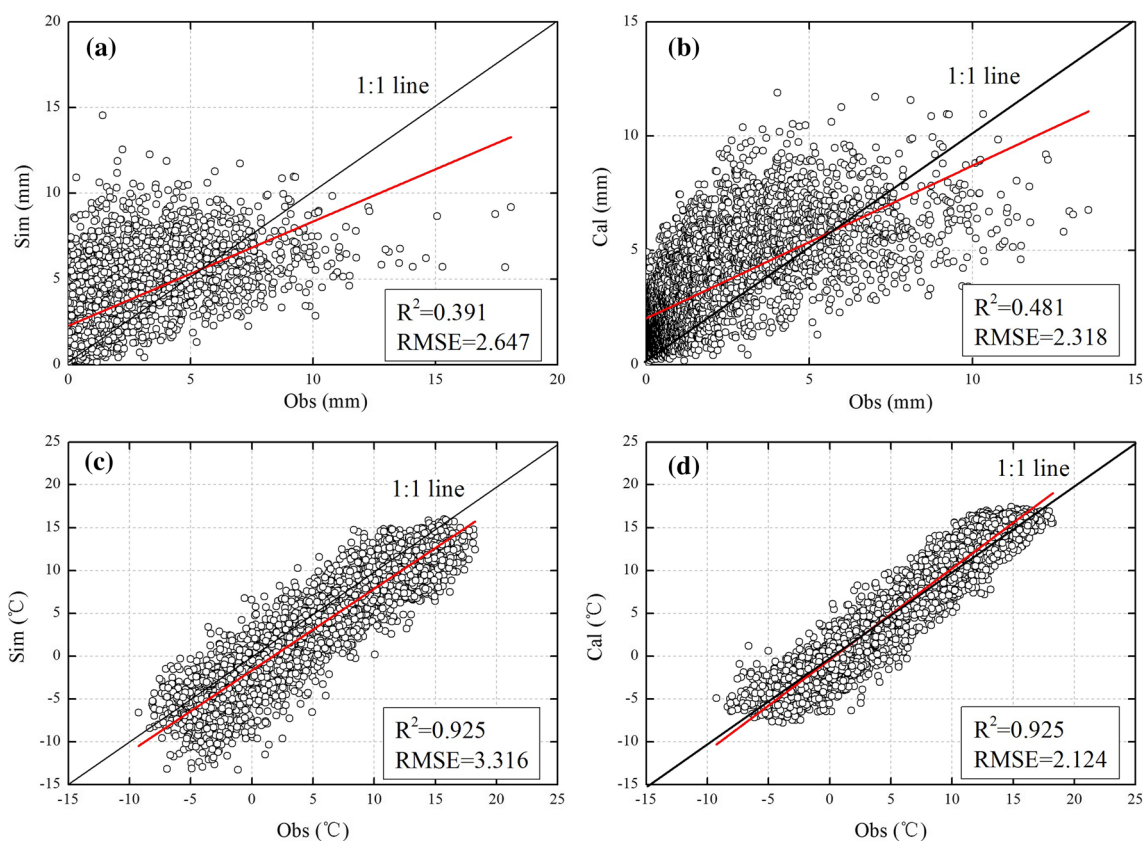 (a)
1:1 line
Sim (mm)
20
15
10
5
0
R²=0.391
RMSE=2.647
0 5 10 15 20
Obs (mm)
(b)
1:1 line
Cal (mm)
15
10
5
0
R²=0.481
RMSE=2.318
0 5 10 15
Obs (mm)
(c)
1:1 line
Sim (℃)
25
20
15
10
5
0
-5
-10
-15
R²=0.925
RMSE=3.316
-15 -10 -5 0 5 10 15 20 25
Obs (℃)
(d)
1:1 line
Cal (℃)
25
20
15
10
5
0
-5
-10
-15
R²=0.925
RMSE=2.124
-15 -10 -5 0 5 10 15 20 25
Obs (℃)